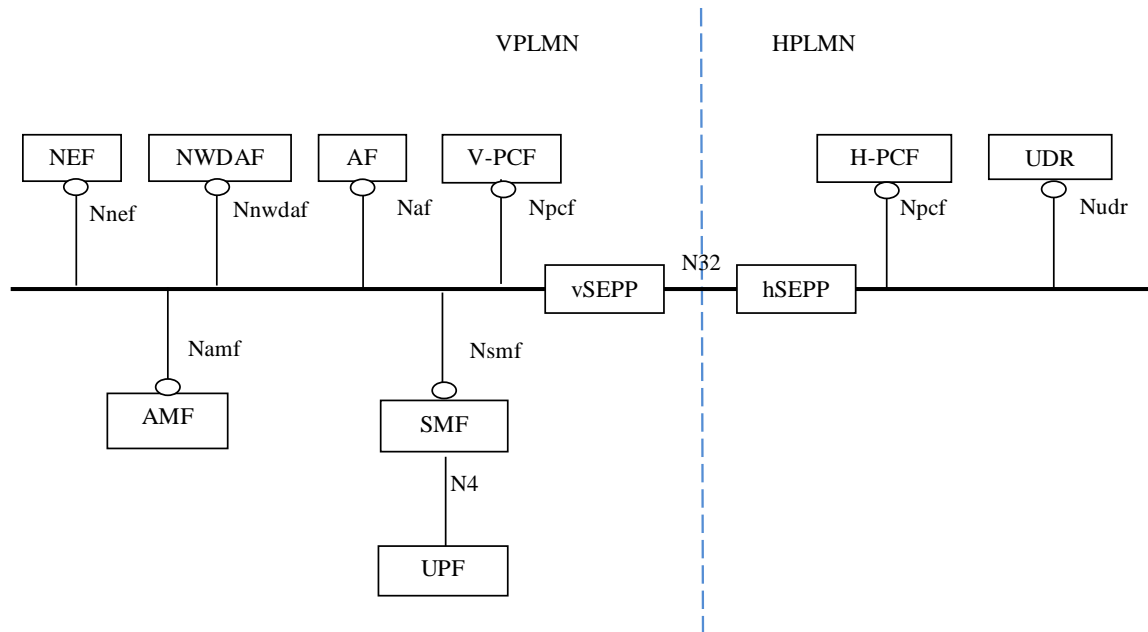 VPLMN
HPLMN
NEF
NWDAF
AF
V-PCF
H-PCF
UDR
Nnef
Nnwdaf
Naf
Npcf
Npcf
Nudr
N32
vSEPP
hSEPP
Namf
Nsmf
AMF
SMF
N4
UPF